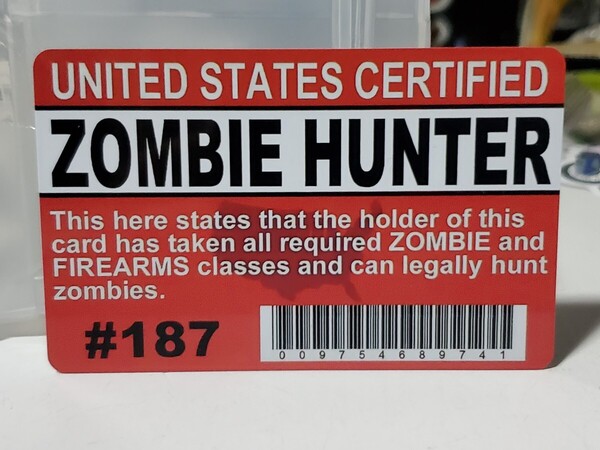 UNITED STATES CERTIFIED
ZOMBIE HUNTER
This here states that the holder of this
card has taken all required ZOMBIE and
FIREARMS classes and can legally hunt
zombies.
#187
0 0 9 7 5 4 6 8 9 7 4 1